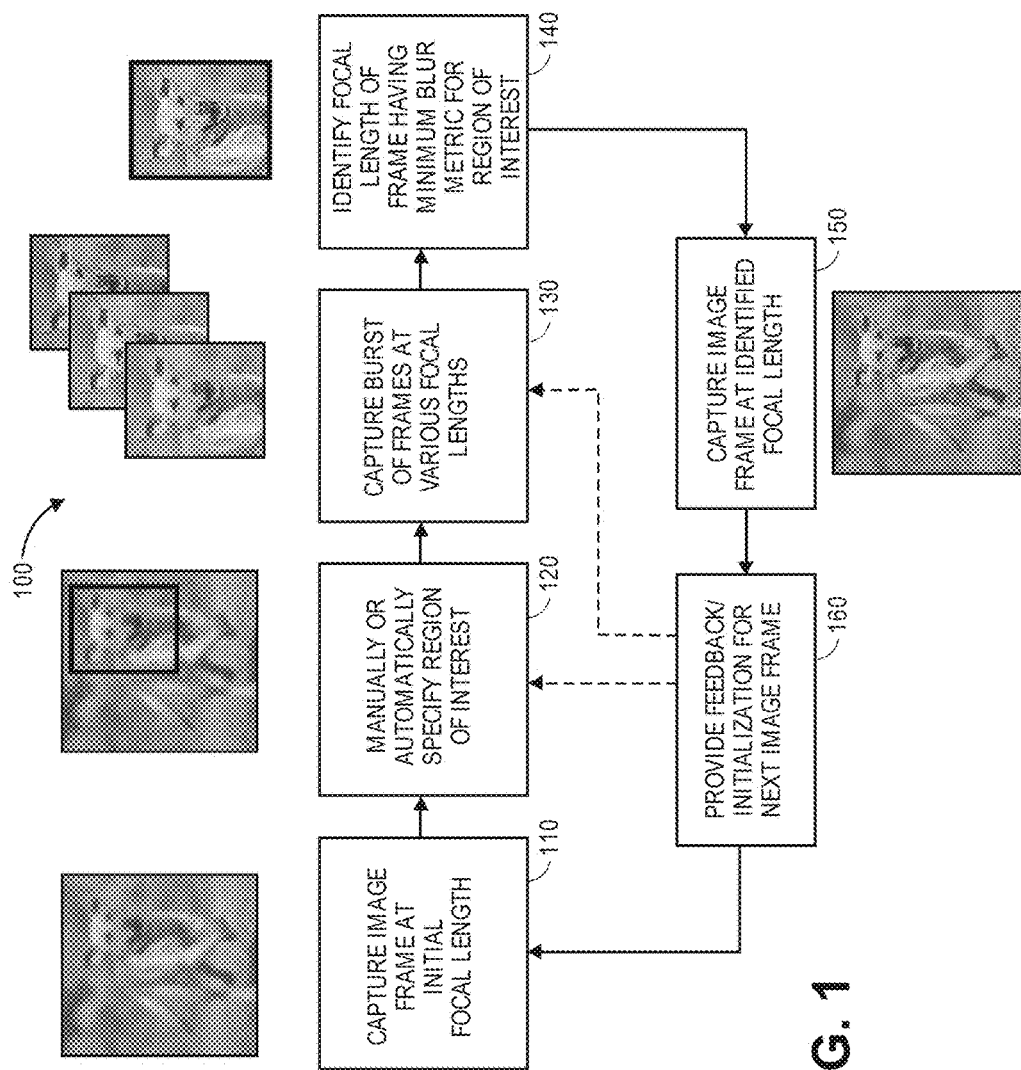 100
CAPTURE IMAGE
FRAME AT
INITIAL
FOCAL LENGTH
110
MANUALLY OR
AUTOMATICALLY
SPECIFY REGION
OF INTEREST
120
CAPTURE BURST
OF FRAMES AT
VARIOUS FOCAL
LENGTHS
130
IDENTIFY FOCAL
LENGTH OF
FRAME HAVING
MINIMUM BLUR
METRIC FOR
REGION OF
INTEREST
140
CAPTURE IMAGE
FRAME AT IDENTIFIED
FOCAL LENGTH
150
PROVIDE FEEDBACK/
INITIALIZATION FOR
NEXT IMAGE FRAME
160
G. 1